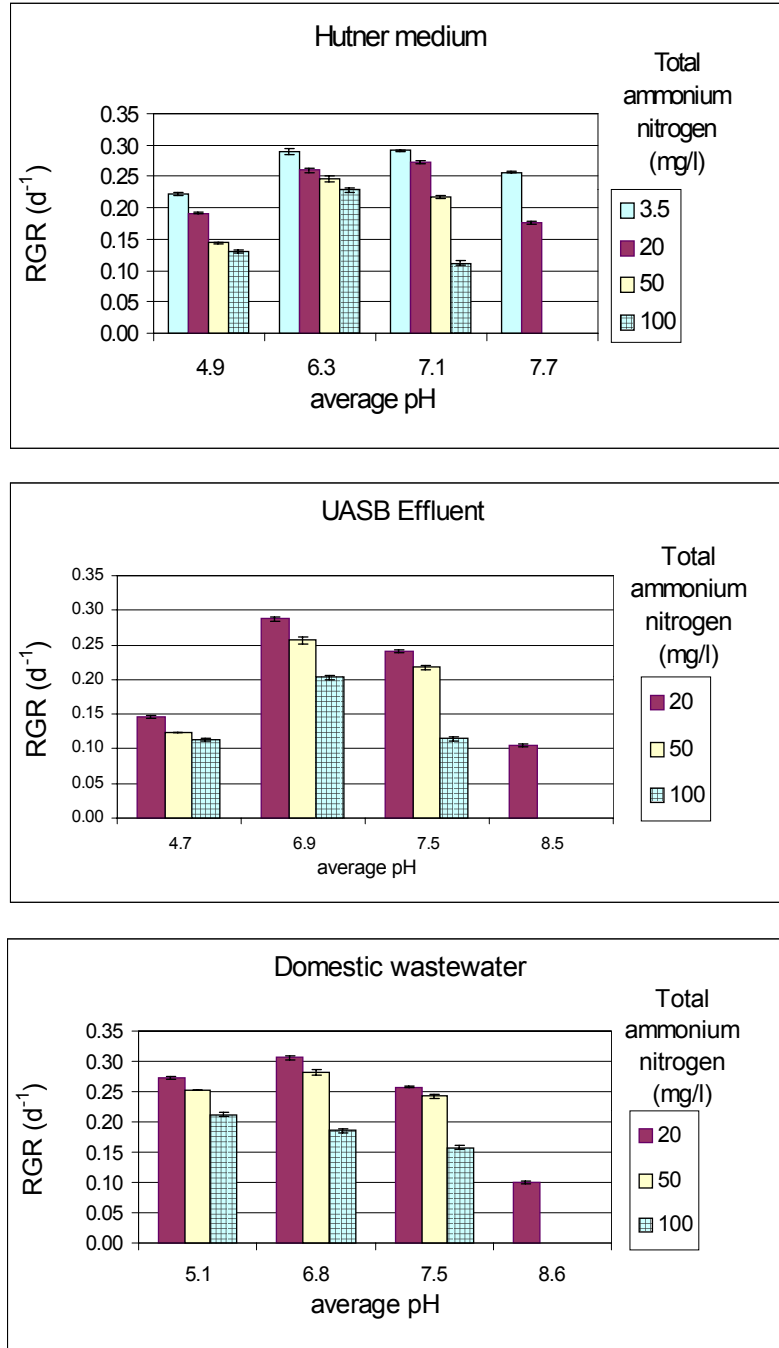 Hutner medium
Total
ammonium
nitrogen
(mg/l)
RGR (d⁻¹)
0.35
0.30
0.25
0.20
0.15
0.10
0.05
0.00
4.9 6.3 7.1 7.7
average pH
3.5
20
50
100
UASB Effluent
Total
ammonium
nitrogen
(mg/l)
RGR (d⁻¹)
0.35
0.30
0.25
0.20
0.15
0.10
0.05
0.00
4.7 6.9 7.5 8.5
average pH
20
50
100
Domestic wastewater
Total
ammonium
nitrogen
(mg/l)
RGR (d⁻¹)
0.35
0.30
0.25
0.20
0.15
0.10
0.05
0.00
5.1 6.8 7.5 8.6
average pH
20
50
100